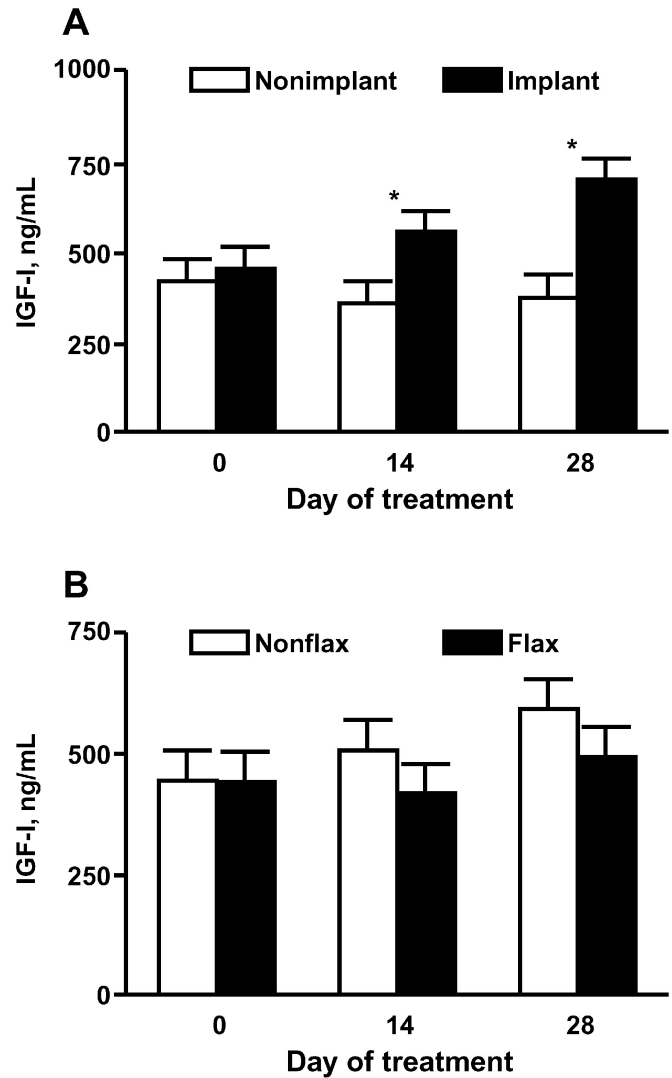 A
1000
Nonimplant Implant
*
750
*
500
IGF-I, ng/mL
250
0
0 14 28
Day of treatment
B
750
Nonflax Flax
500
IGF-I, ng/mL
250
0
0 14 28
Day of treatment